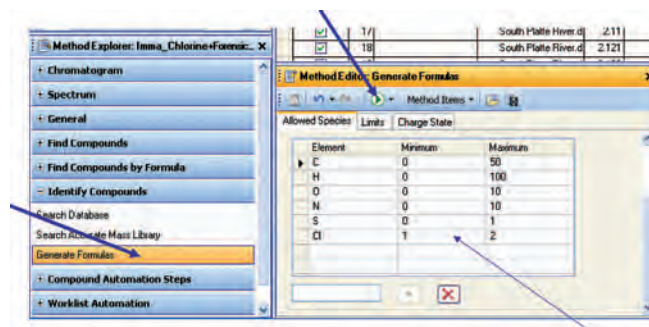 17 South Platte River.d 2.11
18 South Platte River.d 2.121
Method Explorer: Imma_Chlorine+Forensic...
+ Chromatogram
+ Spectrum
+ General
+ Find Compounds
+ Find Compounds by Formula
− Identify Compounds
Search Database
Search Accurate Mass Library
Generate Formulas
+ Compound Automation Steps
+ Worklist Automation
Method Editor: Generate Formulas
Method Items
Allowed Species Limits Charge State
Element Minimum Maximum
C 0 50
H 0 100
O 0 10
N 0 10
S 0 1
Cl 1 2